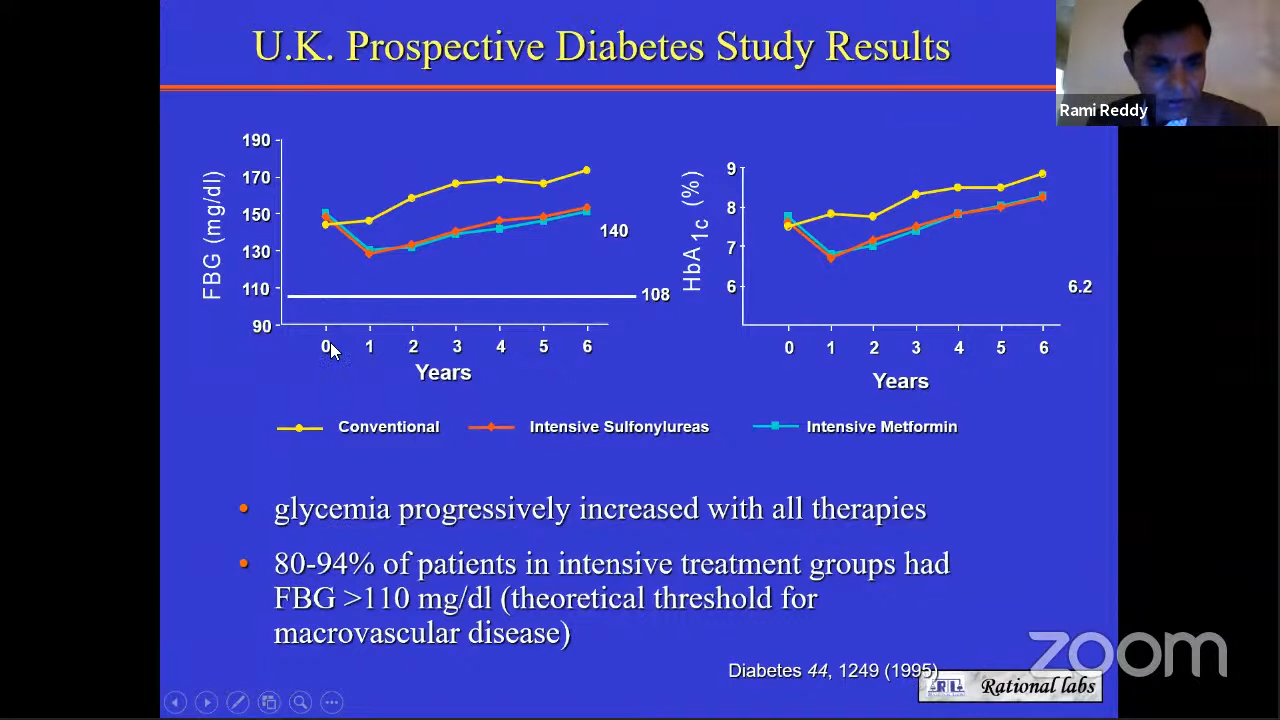 U.K. Prospective Diabetes Study Results
Rami Reddy
190
170
150
130
110
90
FBG (mg/dl)
140
108
0 1 2 3 4 5 6
Years
9
8
7
6
HbA1c (%)
6.2
0 1 2 3 4 5 6
Years
Conventional
Intensive Sulfonylureas
Intensive Metformin
• glycemia progressively increased with all therapies
• 80-94% of patients in intensive treatment groups had
FBG >110 mg/dl (theoretical threshold for
macrovascular disease)
zoom
Diabetes 44, 1249 (1995)
RL
Rational labs